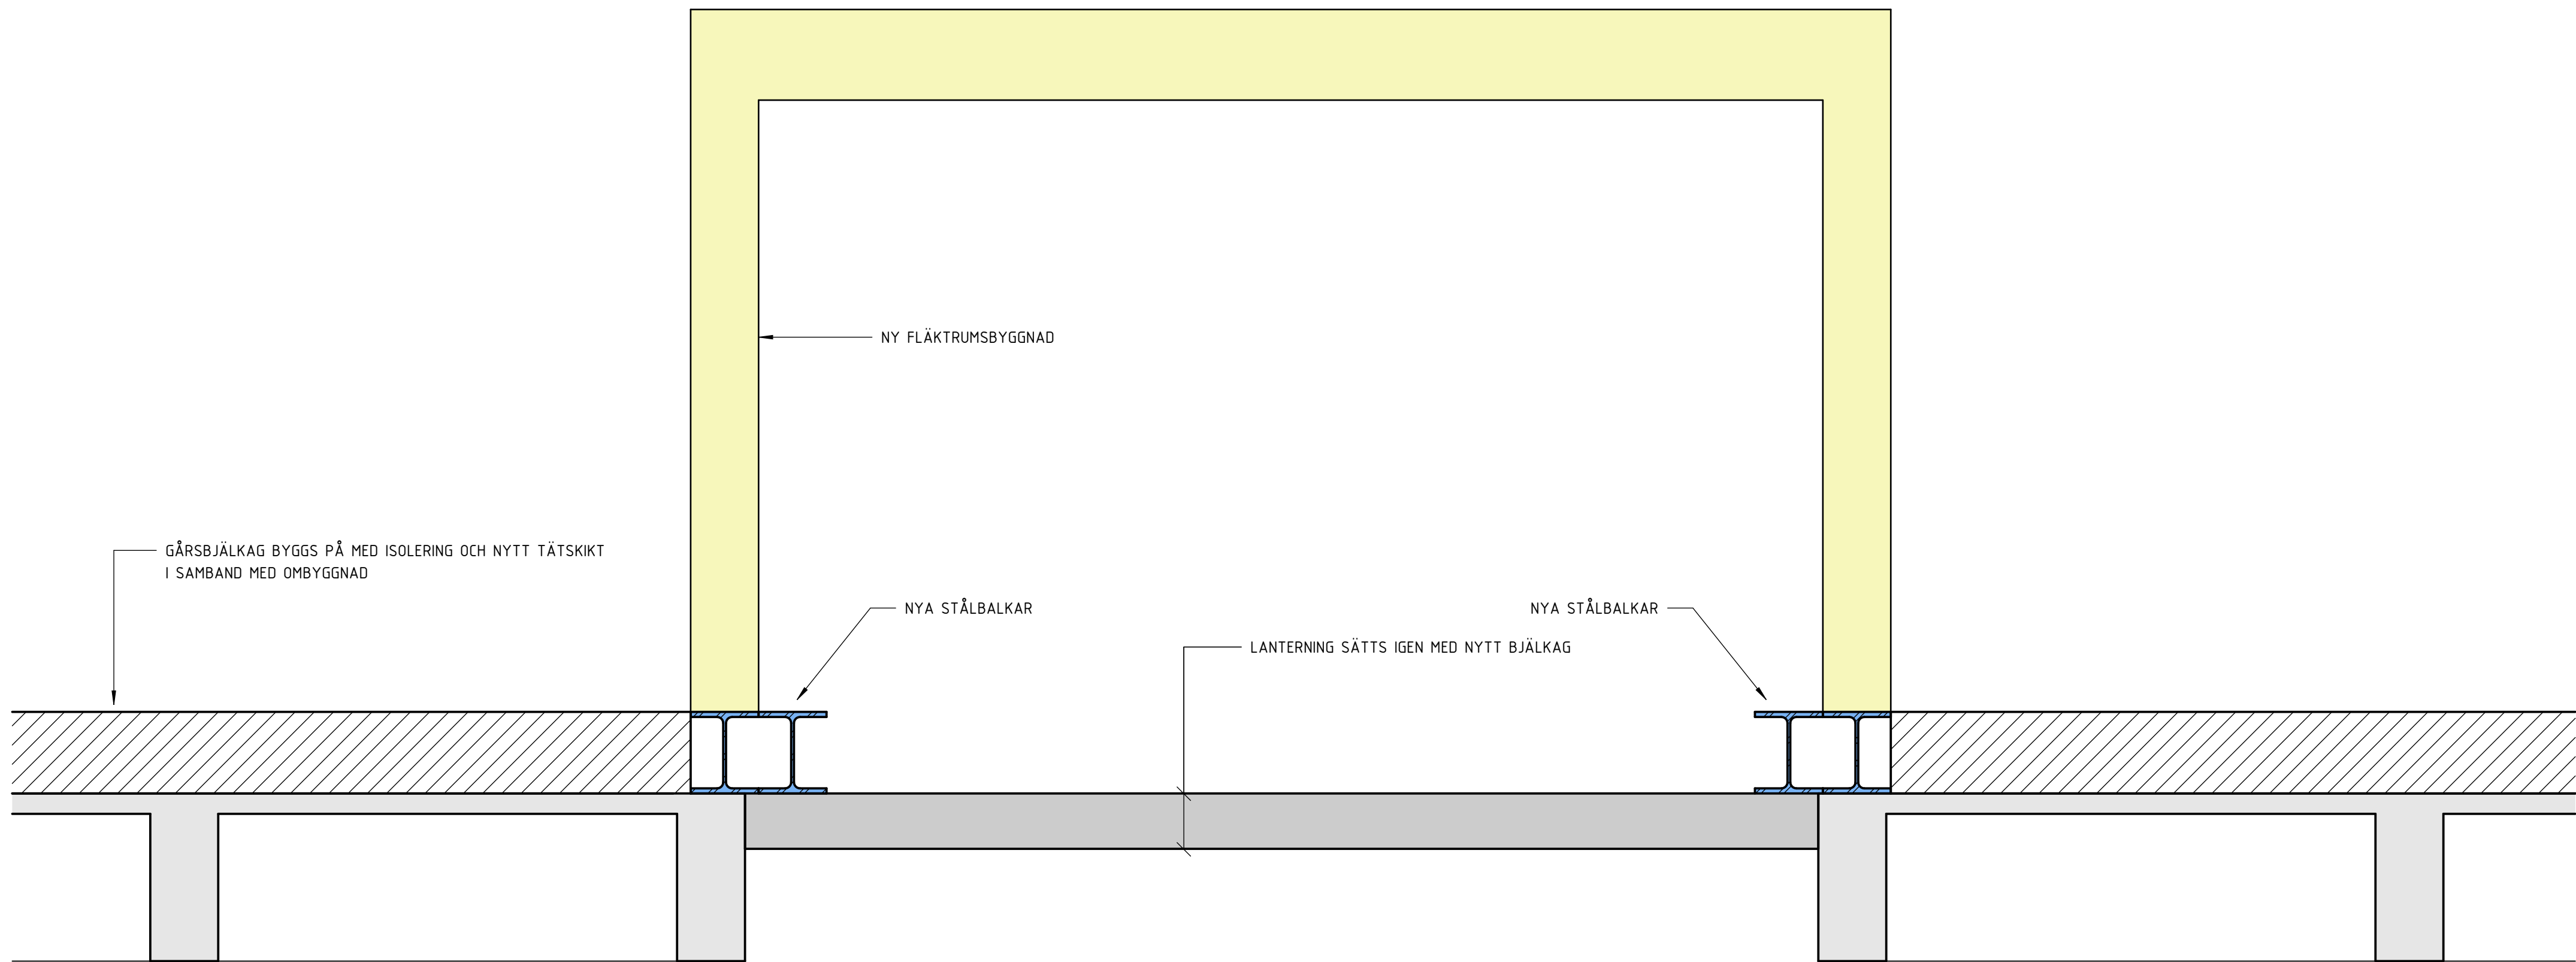 NY FLÄKTRUMSBYGGNAD
GÅRSBJÄLKAG BYGGS PÅ MED ISOLERING OCH NYTT TÄTSKIKT
I SAMBAND MED OMBYGGNAD
NYA STÅLBALKAR
NYA STÅLBALKAR
LANTERNING SÄTTS IGEN MED NYTT BJÄLKAG